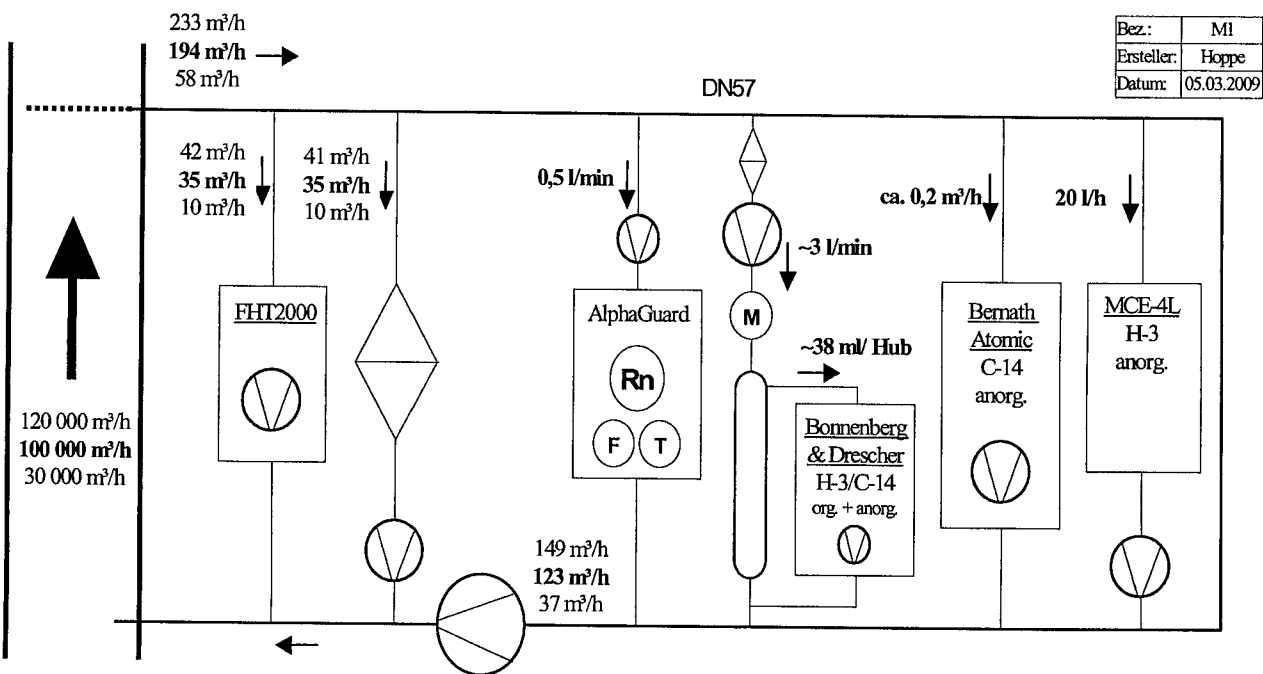 233 m³/h
194 m³/h
58 m³/h
Bez.: M1
Ersteller: Hoppe
Datum: 05.03.2009
DN57
42 m³/h
35 m³/h
10 m³/h
41 m³/h
35 m³/h
10 m³/h
0,5 l/min
~3 l/min
ca. 0,2 m³/h
20 l/h
FHT2000
AlphaGuard
Rn
F T
M
~38 ml/ Hub
Bonnenberg
& Drescher
H-3/C-14
org. + anorg.
Bernath
Atomic
C-14
anorg.
MCE-4L
H-3
anorg.
120 000 m³/h
100 000 m³/h
30 000 m³/h
149 m³/h
123 m³/h
37 m³/h